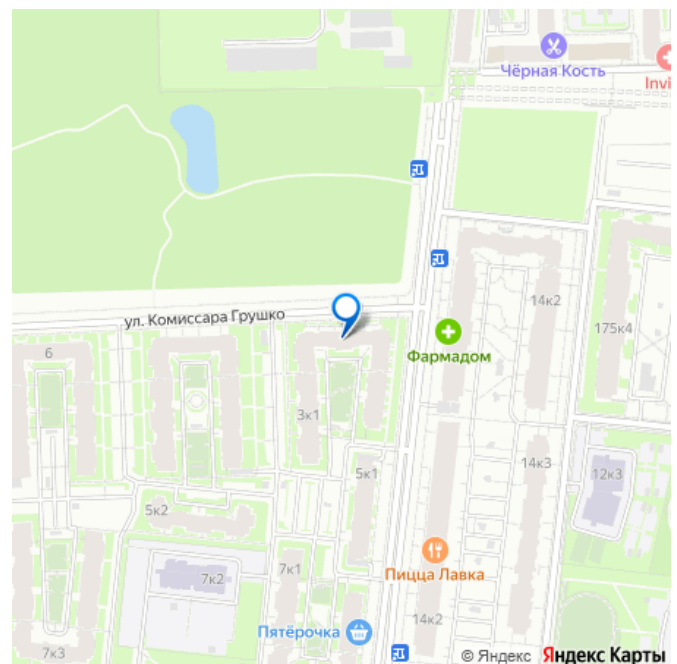 Чёрная Кость
Invi
ул. Комиссара Грушко
14к2
175к4
Фармадом
6
3к1
5к1
14к3
12к3
5к2
7к2
7к1
Пицца Лавка
14к2
Пятёрочка
7к3
© Яндекс Яндекс Карты